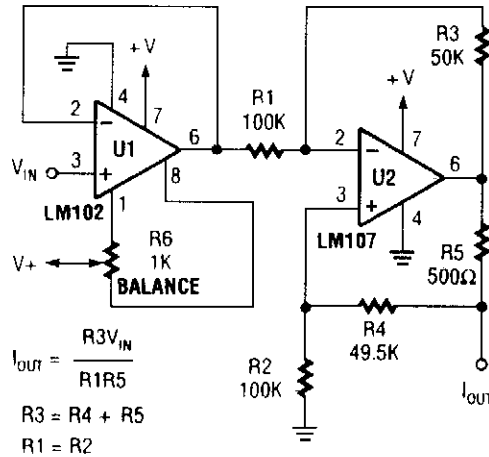 +V
4
7
2
−
U1
6
V_IN
3
+
8
LM102
1
V+
R6
1K
BALANCE
R1
100K
R3
50K
+V
7
2
−
U2
6
3
+
4
LM107
R5
500Ω
R4
49.5K
R2
100K
I_OUT
I_OUT = R3V_IN / R1R5
R3 = R4 + R5
R1 = R2